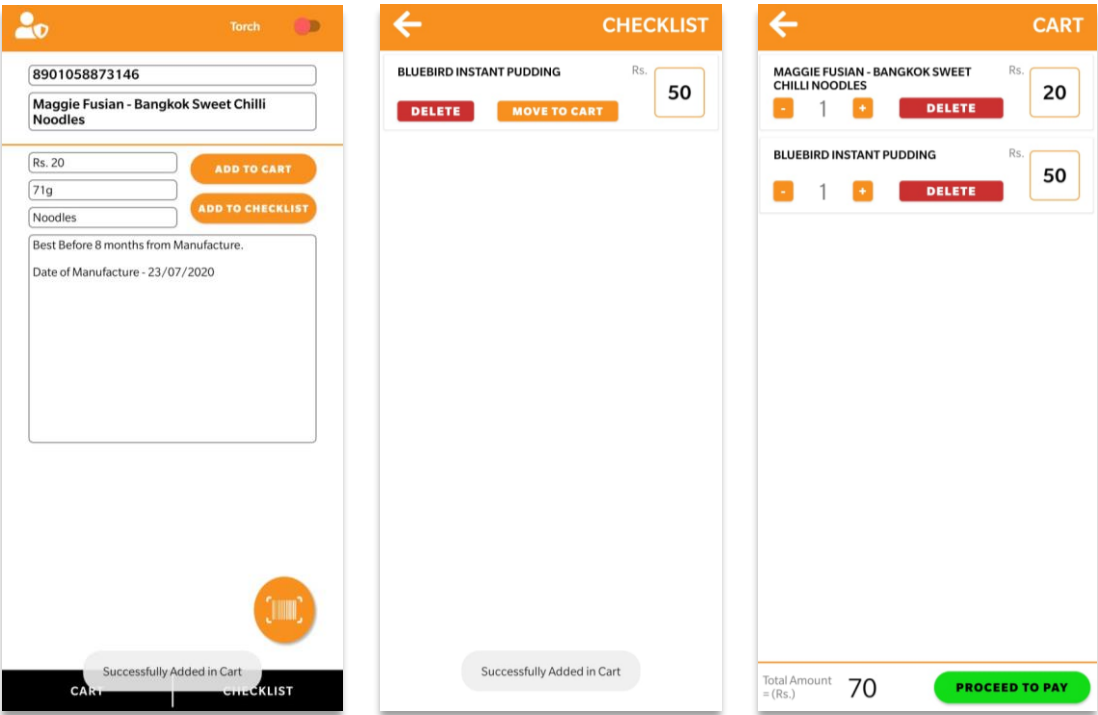 Torch
8901058873146
Maggie Fusian - Bangkok Sweet Chilli
Noodles
Rs. 20
ADD TO CART
71g
ADD TO CHECKLIST
Noodles
Best Before 8 months from Manufacture.
Date of Manufacture - 23/07/2020
Successfully Added in Cart
CART
CHECKLIST
CHECKLIST
BLUEBIRD INSTANT PUDDING
Rs.
50
DELETE
MOVE TO CART
Successfully Added in Cart
CART
MAGGIE FUSIAN - BANGKOK SWEET
CHILLI NOODLES
Rs.
20
- 1 +
DELETE
BLUEBIRD INSTANT PUDDING
Rs.
50
- 1 +
DELETE
Total Amount
= (Rs.)
70
PROCEED TO PAY